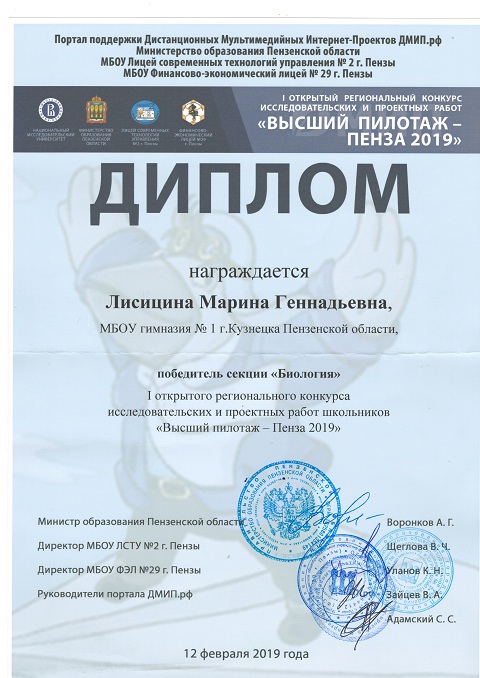 Портал поддержки Дистанционных Мультимедийных Интернет-Проектов ДМИП.рф
Министерство образования Пензенской области
МБОУ Лицей современных технологий управления № 2 г. Пензы
МБОУ Финансово-экономический лицей № 29 г. Пензы
I ОТКРЫТЫЙ РЕГИОНАЛЬНЫЙ КОНКУРС
ИССЛЕДОВАТЕЛЬСКИХ И ПРОЕКТНЫХ РАБОТ
«ВЫСШИЙ ПИЛОТАЖ –
ПЕНЗА 2019»
НАЦИОНАЛЬНЫЙ
ИССЛЕДОВАТЕЛЬСКИЙ
УНИВЕРСИТЕТ
МИНИСТЕРСТВО
ОБРАЗОВАНИЯ
ПЕНЗЕНСКОЙ
ОБЛАСТИ
ЛИЦЕЙ СОВРЕМЕННЫХ
ТЕХНОЛОГИЙ
УПРАВЛЕНИЯ
№2 г. Пензы
ФИНАНСОВО-
ЭКОНОМИЧЕСКИЙ
ЛИЦЕЙ №29
г. Пензы
ДИПЛОМ
награждается
Лисицина Марина Геннадьевна,
МБОУ гимназия № 1 г.Кузнецка Пензенской области,
победитель секции «Биология»
I открытого регионального конкурса
исследовательских и проектных работ школьников
«Высший пилотаж – Пенза 2019»
Министр образования Пензенской области Воронков А. Г.
Директор МБОУ ЛСТУ №2 г. Пензы Щеглова В. Ч.
Директор МБОУ ФЭЛ №29 г. Пензы Уланов К. Н.
Руководители портала ДМИП.рф Зайцев В. А.
Адамский С. С.
12 февраля 2019 года